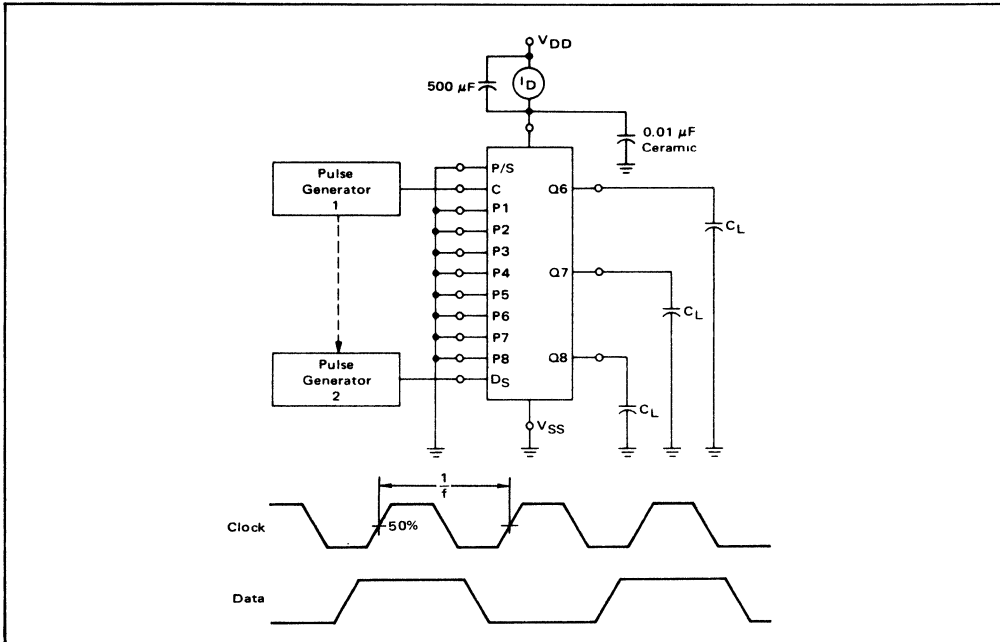 VDD
500 µF
ID
0.01 µF
Ceramic
Pulse
Generator
1
P/S
C
P1
P2
P3
P4
P5
P6
P7
P8
DS
Q6
Q7
Q8
CL
CL
CL
Pulse
Generator
2
VSS
1
f
Clock
50%
Data